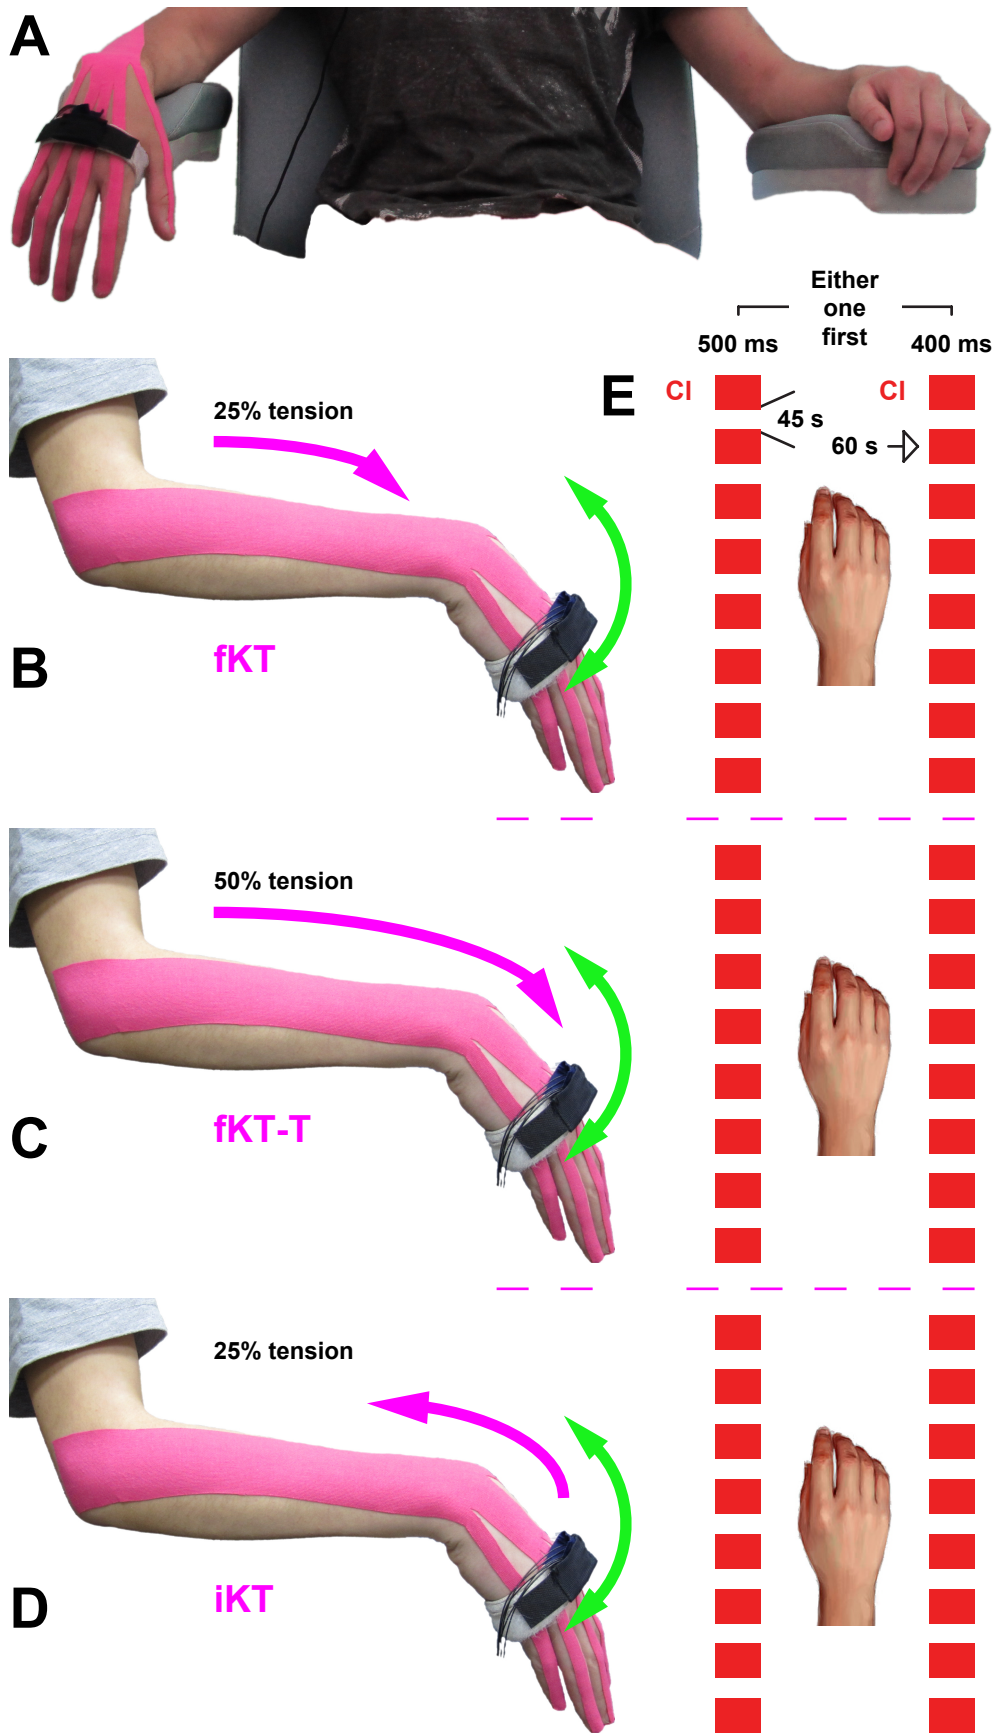 A
Either
one
first
500 ms
400 ms
E
CI
CI
45 s
60 s
25% tension
fKT
B
50% tension
fKT-T
C
25% tension
iKT
D